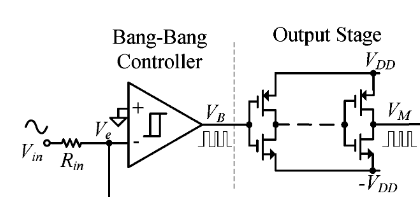 Bang-Bang Output Stage
Controller
V_DD
+
V_e
V_B
V_M
V_in
R_in
-
-V_DD